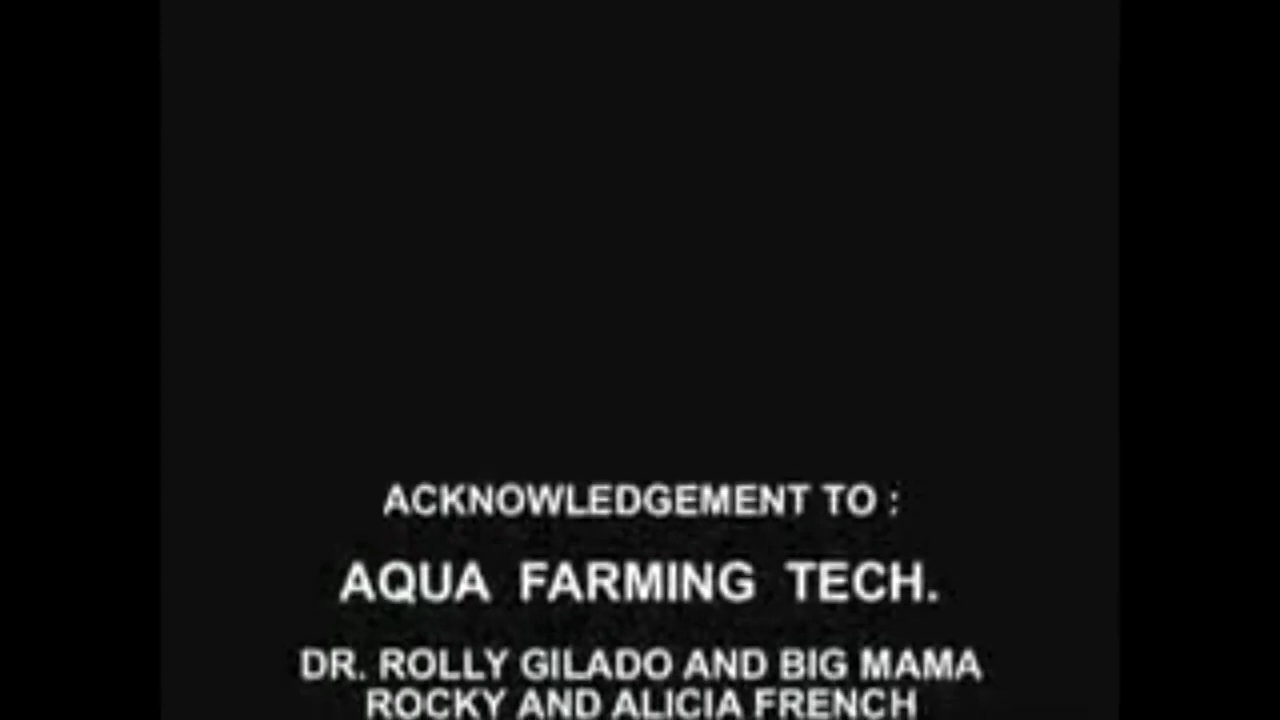 ACKNOWLEDGEMENT TO :
AQUA FARMING TECH.
DR. ROLLY GILADO AND BIG MAMA
ROCKY AND ALICIA FRENCH